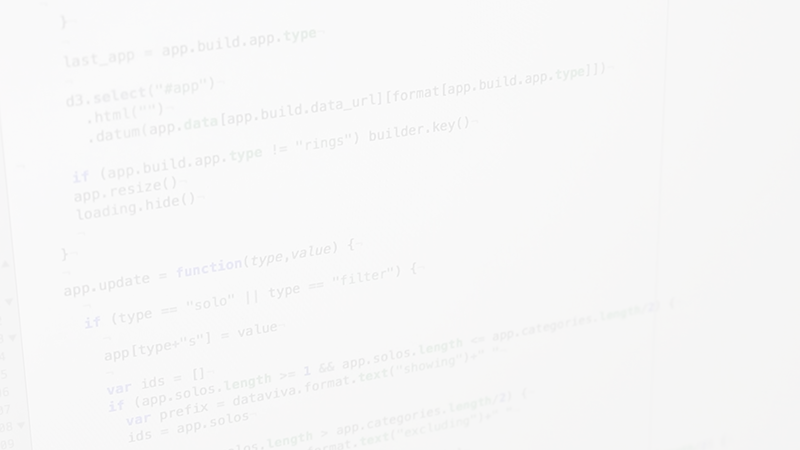 }
last_app = app.build.app.type
d3.select("#app")
.html("")
.datum(app.data[app.build.data_url][format[app.build.app.type]])
if (app.build.app.type != "rings") builder.key()
app.resize()
loading.hide()
}
app.update = function(type,value) {
if (type == "solo" || type == "filter") {
app[type+"s"] = value
var ids = []
if (app.solos.length >= 1 && app.solos.length <= app.categories.length/2) {
var prefix = dataviva.format.text("showing")+" "
ids = app.solos
solos.length > app.categories.length/2) {
format.text("excluding")+" "